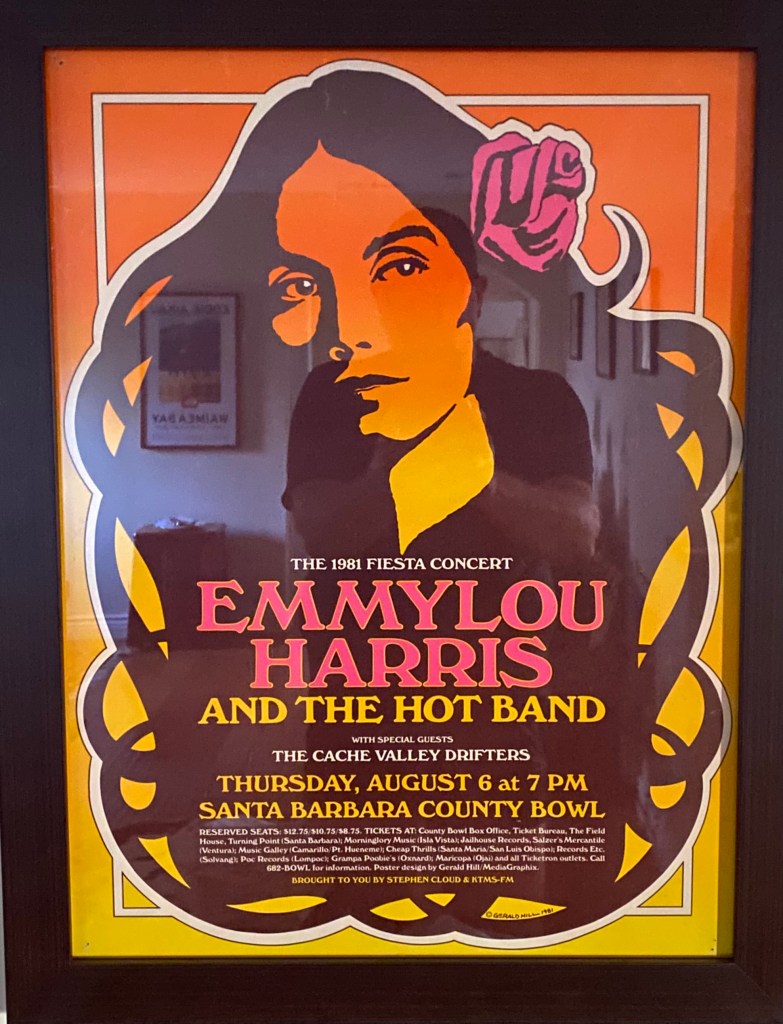 THE 1981 FIESTA CONCERT
EMMYLOU
HARRIS
AND THE HOT BAND
WITH SPECIAL GUESTS
THE CACHE VALLEY DRIFTERS
THURSDAY, AUGUST 6 at 7 PM
SANTA BARBARA COUNTY BOWL
RESERVED SEATS: $12.75/$10.75/$8.75. TICKETS AT: County Bowl Box Office, Ticket Bureau, The Field
House, Turning Point (Santa Barbara); Morninglory Music (Isla Vista); Jailhouse Records, Salzer's Mercantile
(Ventura); Music Galley (Camarillo/Pt. Hueneme); Cheap Thrills (Santa Maria/San Luis Obispo); Records Etc.
(Solvang); Poc Records (Lompoc); Grampa Poobie's (Oxnard); Maricopa (Ojai) and all Ticketron outlets. Call
682-BOWL for information. Poster design by Gerald Hill/MediaGraphix.
BROUGHT TO YOU BY STEPHEN CLOUD & KTMS-FM
© GERALD HILL 1981
WAIMEA BAY